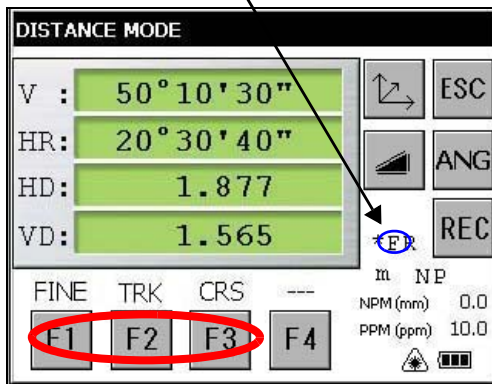 DISTANCE MODE
V : 50°10'30"
HR: 20°30'40"
HD: 1.877
VD: 1.565
ESC
ANG
REC
*FR
m NP
NPM (mm) 0.0
PPM (ppm) 10.0
FINE TRK CRS ---
F1 F2 F3 F4